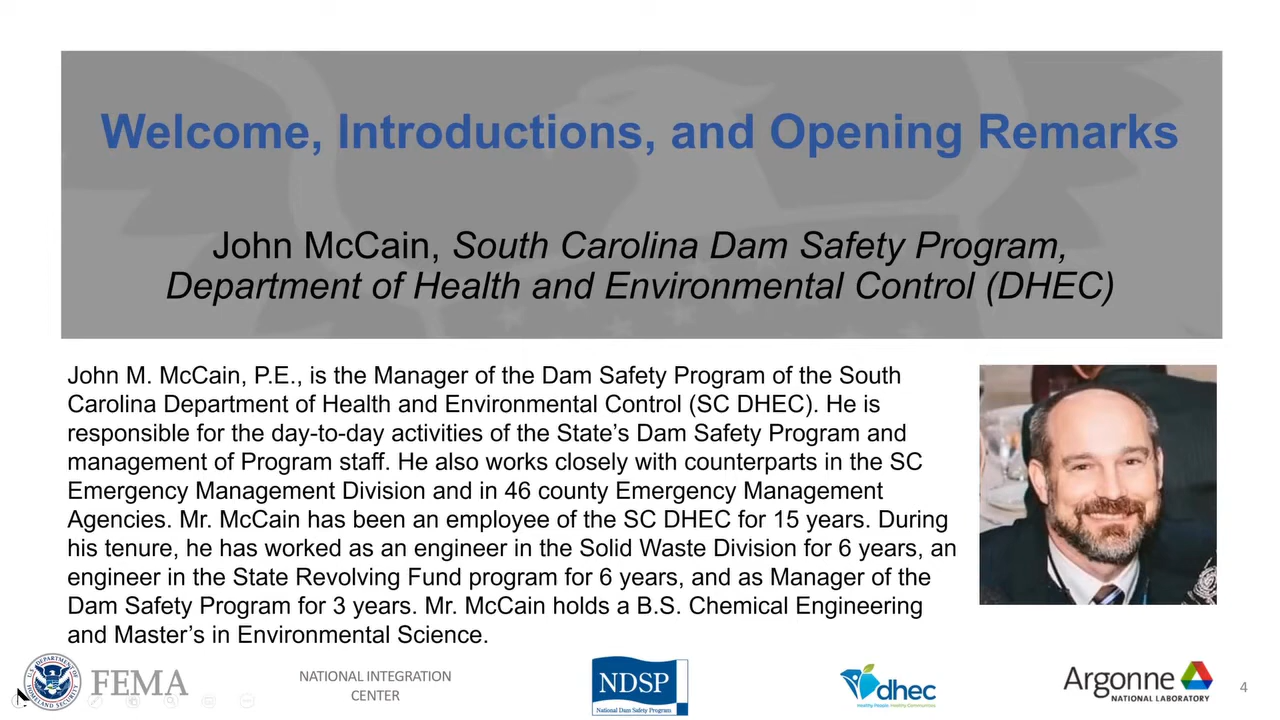 Welcome, Introductions, and Opening Remarks
John McCain, South Carolina Dam Safety Program,
Department of Health and Environmental Control (DHEC)
John M. McCain, P.E., is the Manager of the Dam Safety Program of the South
Carolina Department of Health and Environmental Control (SC DHEC). He is
responsible for the day-to-day activities of the State’s Dam Safety Program and
management of Program staff. He also works closely with counterparts in the SC
Emergency Management Division and in 46 county Emergency Management
Agencies. Mr. McCain has been an employee of the SC DHEC for 15 years. During
his tenure, he has worked as an engineer in the Solid Waste Division for 6 years, an
engineer in the State Revolving Fund program for 6 years, and as Manager of the
Dam Safety Program for 3 years. Mr. McCain holds a B.S. Chemical Engineering
and Master’s in Environmental Science.
U.S. DEPARTMENT OF HOMELAND SECURITY
FEMA
NATIONAL INTEGRATION
CENTER
NDSP
National Dam Safety Program
dhec
Healthy People. Healthy Communities.
Argonne
NATIONAL LABORATORY
4